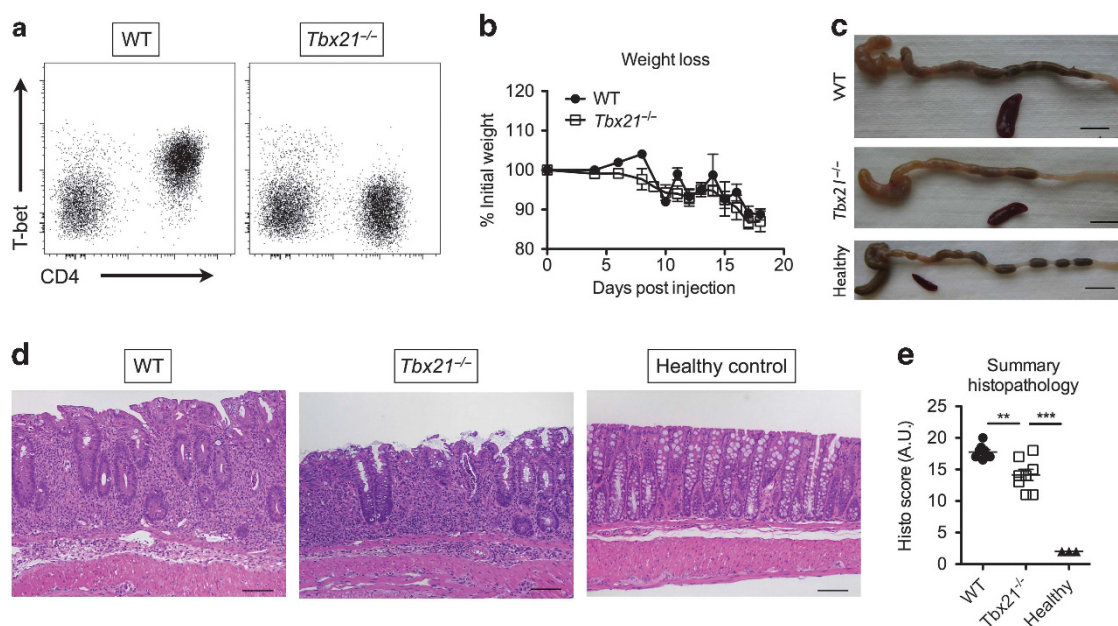 a
WT
Tbx21–/–
T-bet
CD4
b
Weight loss
WT
Tbx21–/–
% Initial weight
120
110
100
90
80
0
5
10
15
20
Days post injection
c
WT
Tbx21–/–
Healthy
d
WT
Tbx21–/–
Healthy control
e
Summary
histopathology
** ***
Histo score (A.U.)
25
20
15
10
5
0
WT
Tbx21–/–
Healthy